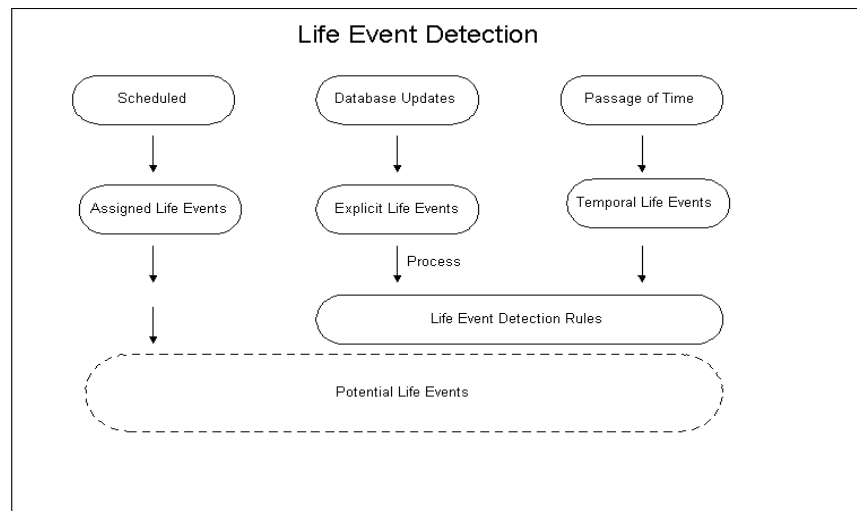 Life Event Detection
Scheduled
Database Updates
Passage of Time
Assigned Life Events
Explicit Life Events
Temporal Life Events
Process
Life Event Detection Rules
Potential Life Events